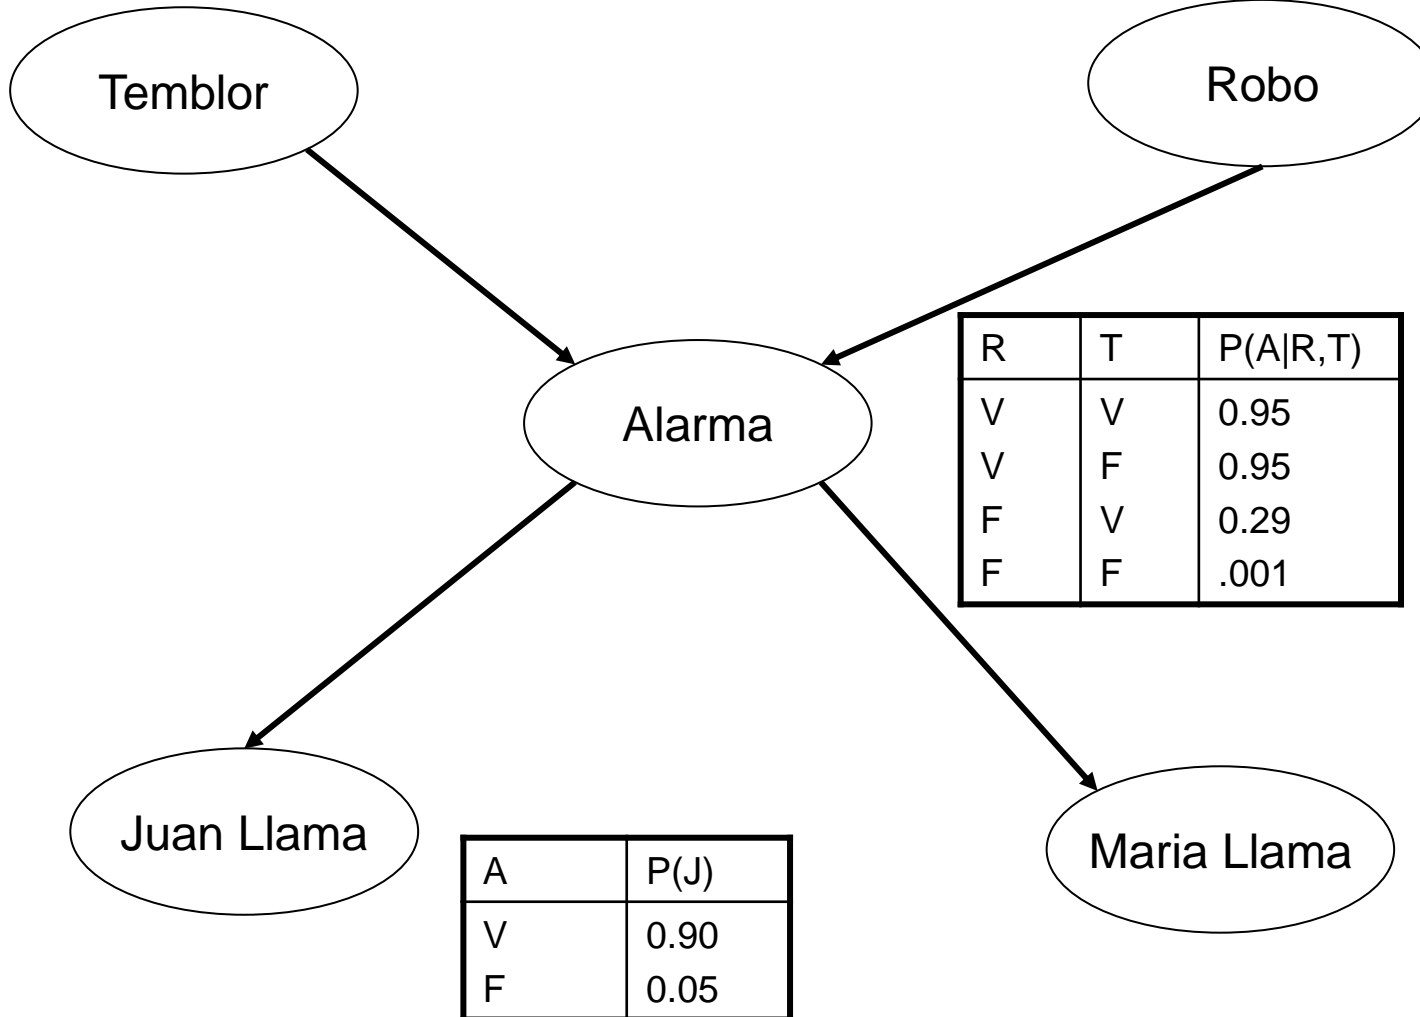 Temblor
Robo
Alarma
R T P(A|R,T)
V V 0.95
V F 0.95
F V 0.29
F F .001
Juan Llama
Maria Llama
A P(J)
V 0.90
F 0.05